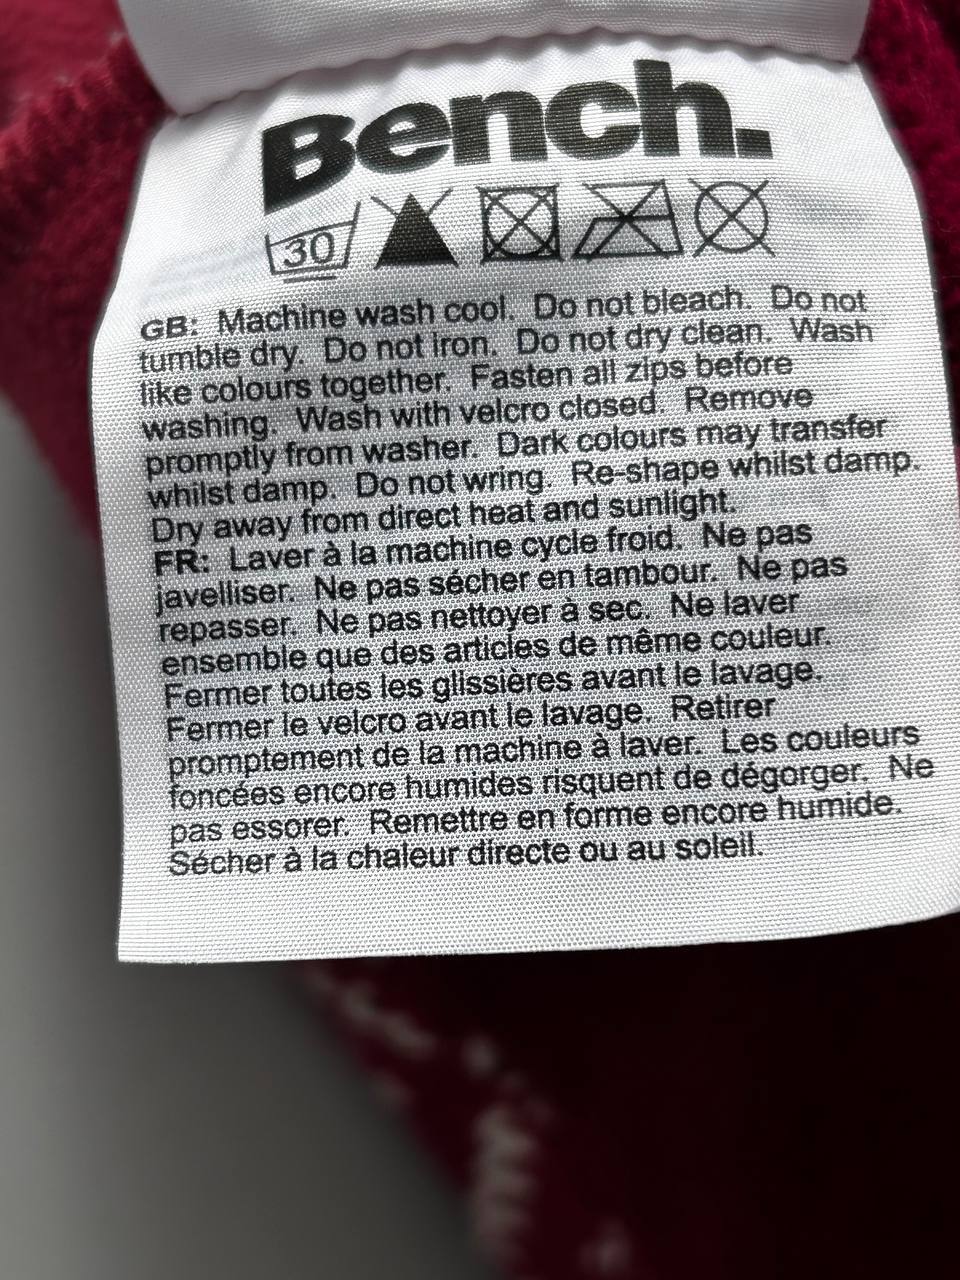 Bench.
30
GB: Machine wash cool. Do not bleach. Do not
tumble dry. Do not iron. Do not dry clean. Wash
like colours together. Fasten all zips before
washing. Wash with velcro closed. Remove
promptly from washer. Dark colours may transfer
whilst damp. Do not wring. Re-shape whilst damp.
Dry away from direct heat and sunlight.
FR: Laver à la machine cycle froid. Ne pas
javelliser. Ne pas sécher en tambour. Ne pas
repasser. Ne pas nettoyer à sec. Ne laver
ensemble que des articles de même couleur.
Fermer toutes les glissières avant le lavage.
Fermer le velcro avant le lavage. Retirer
promptement de la machine à laver. Les couleurs
foncées encore humides risquent de dégorger. Ne
pas essorer. Remettre en forme encore humide.
Sécher à la chaleur directe ou au soleil.